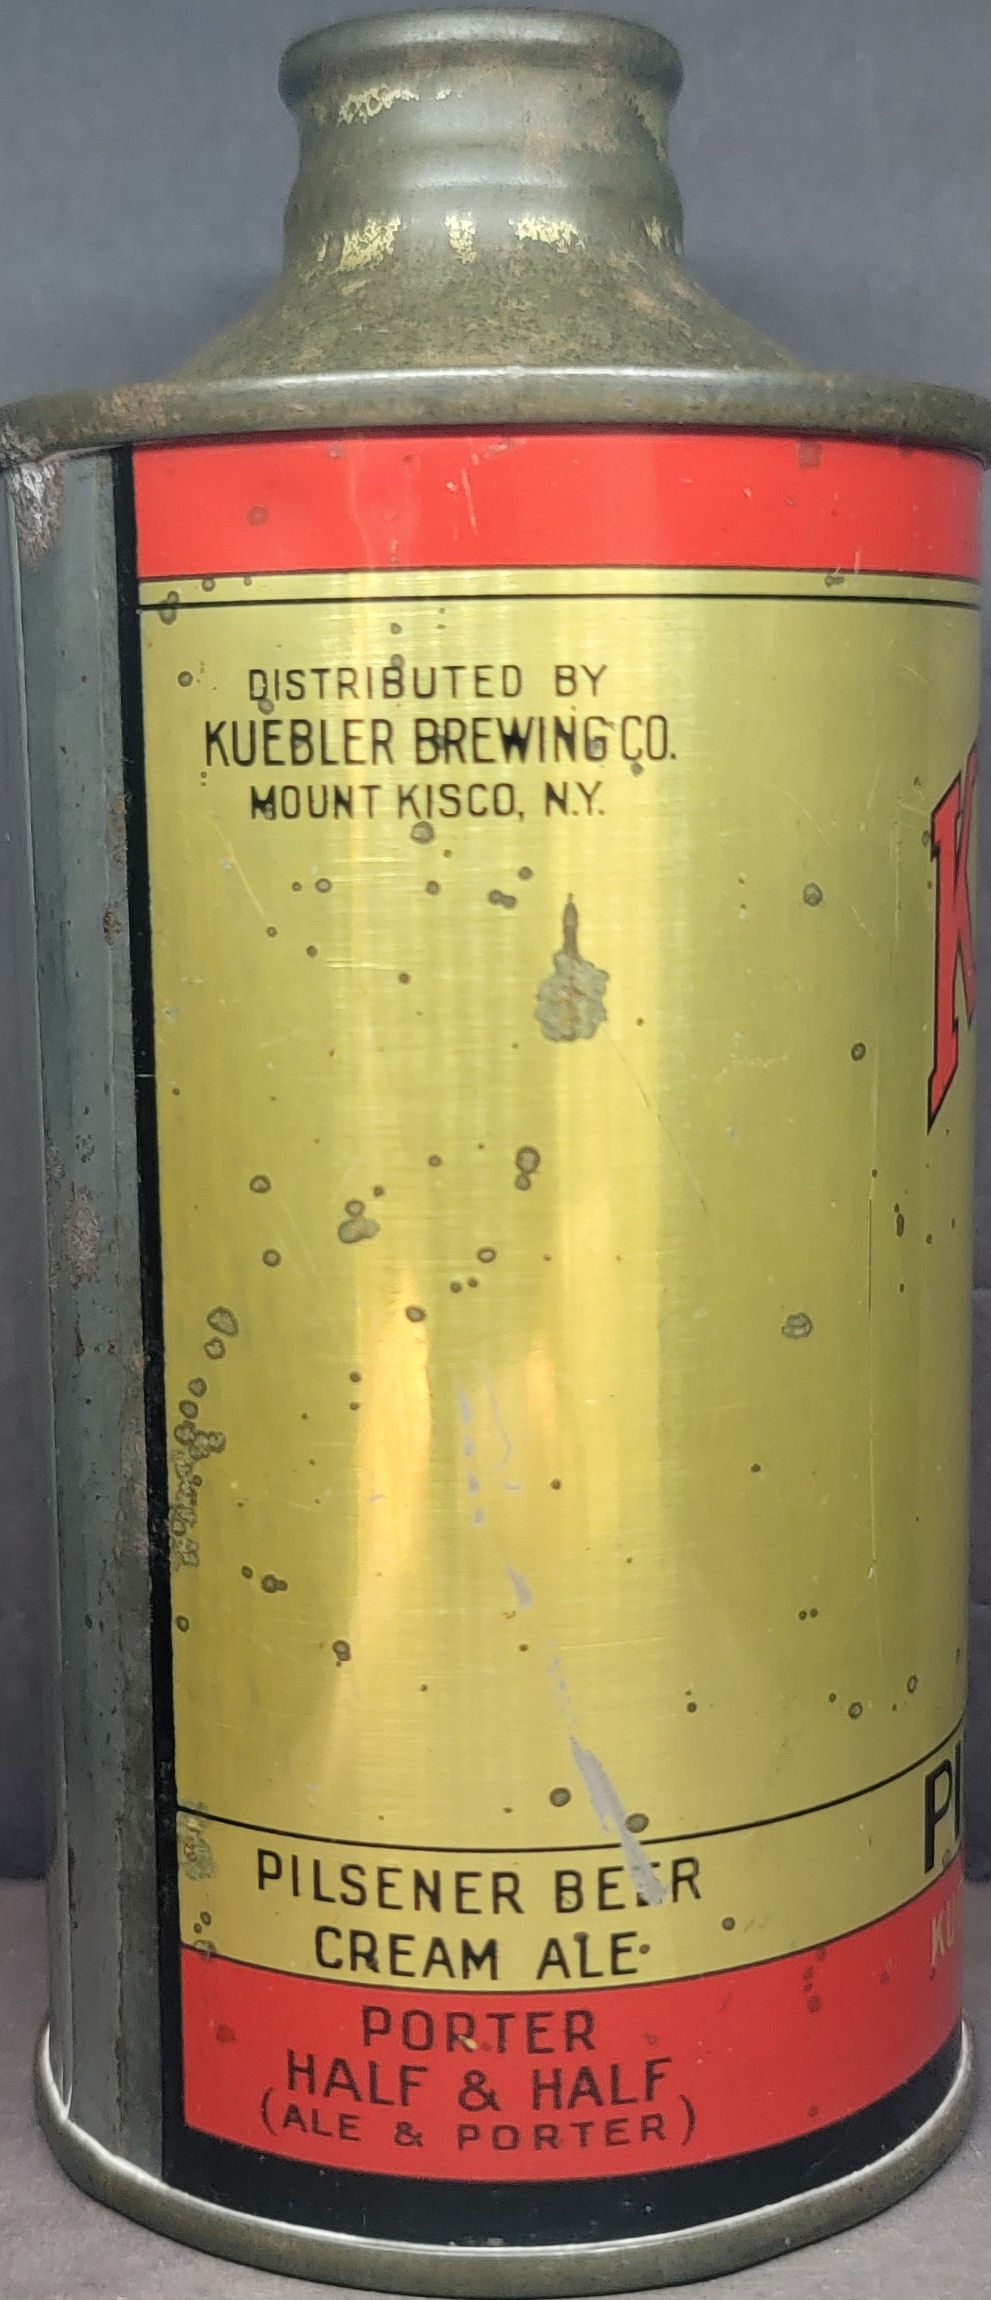 DISTRIBUTED BY
KUEBLER BREWING CO.
MOUNT KISCO, N.Y.
PILSENER BEER
CREAM ALE
PORTER
HALF & HALF
(ALE & PORTER)